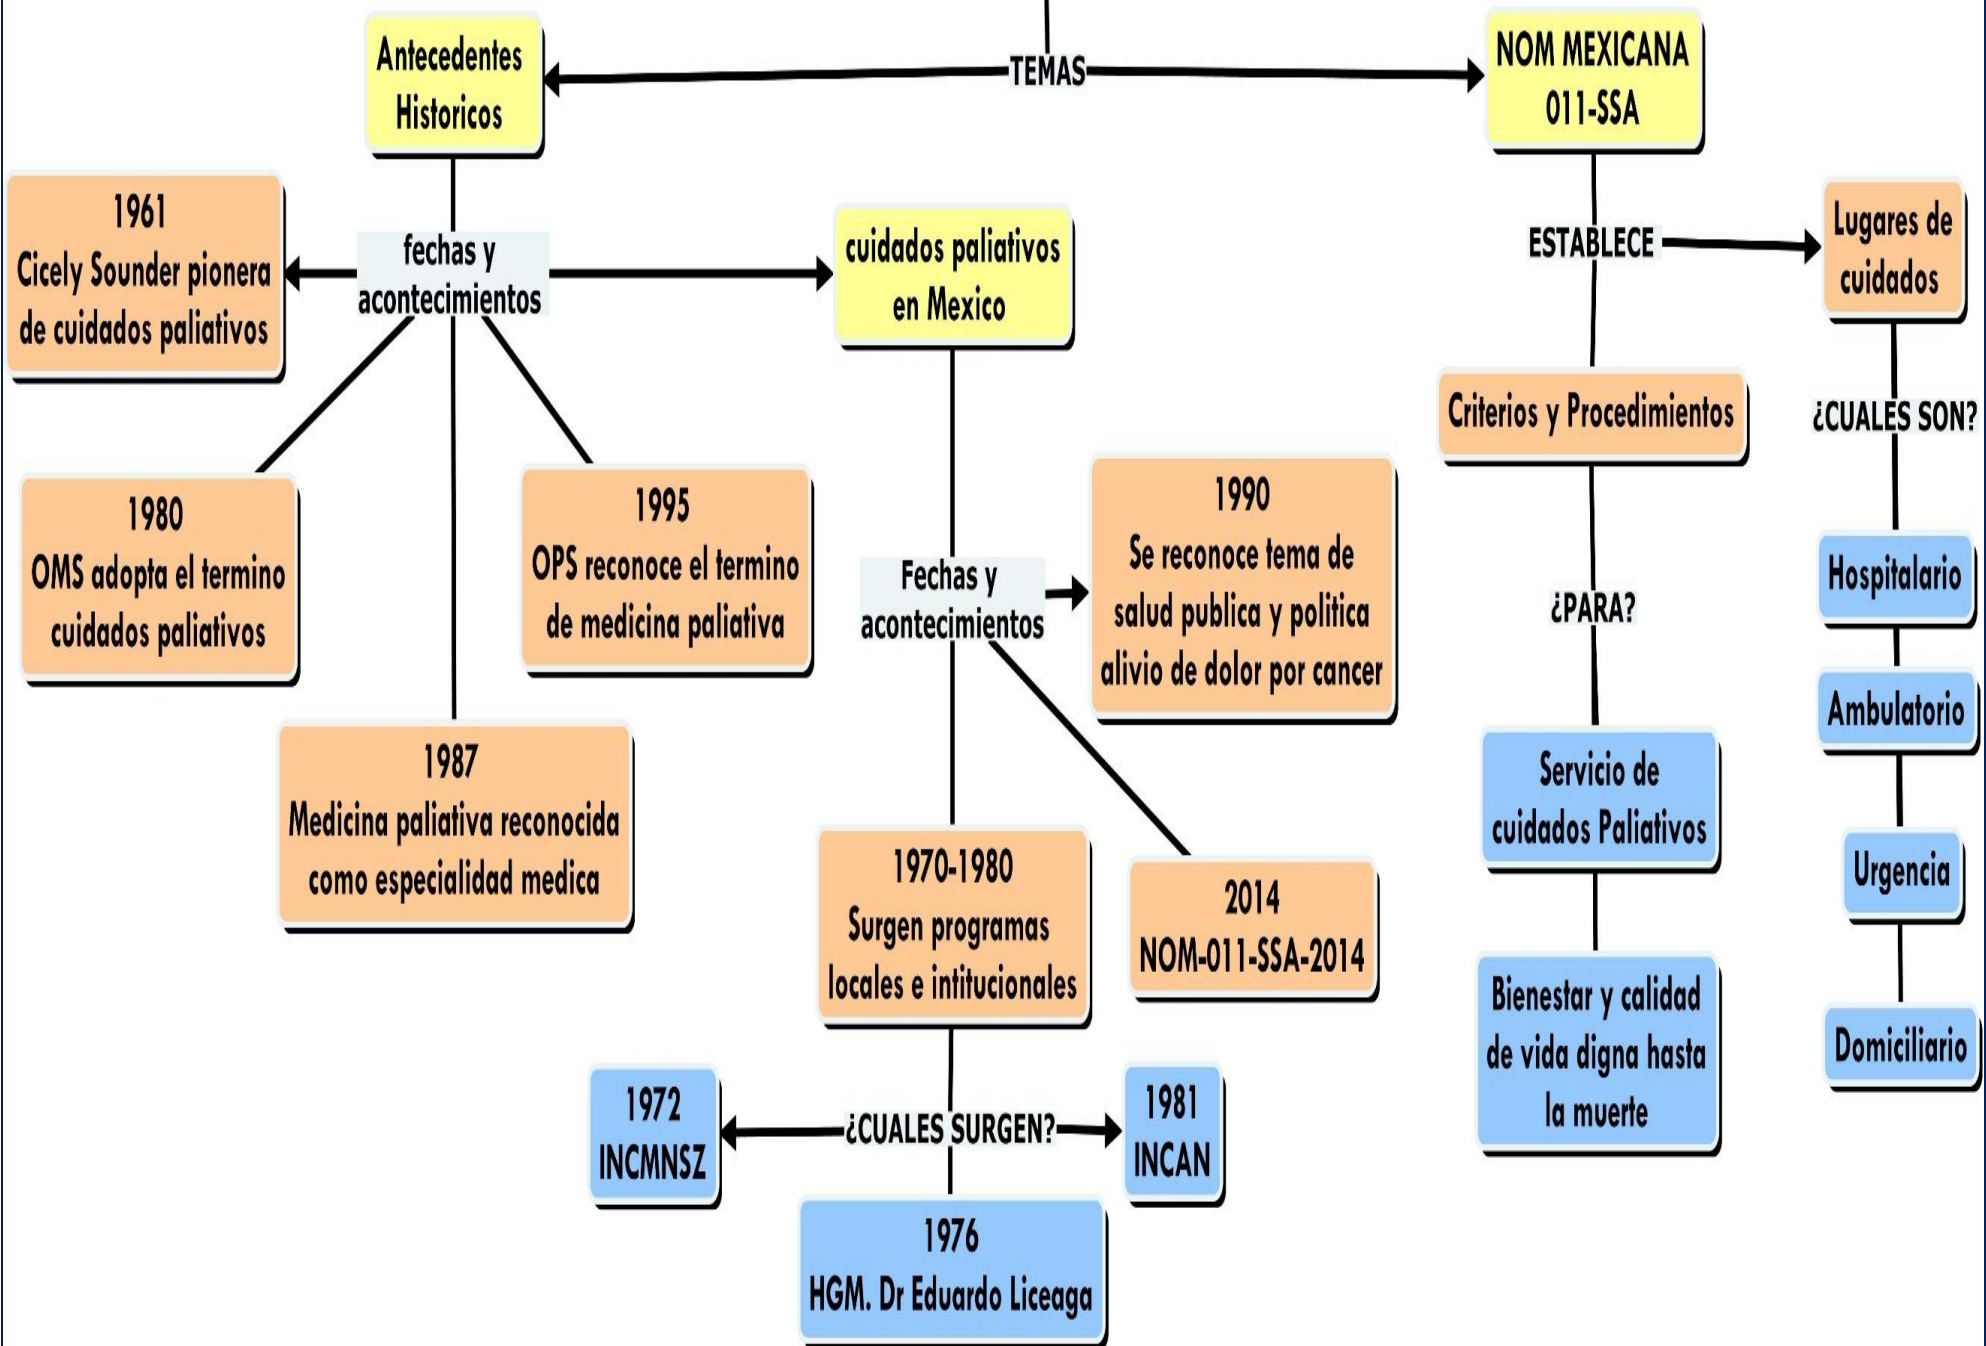 TEMAS
Antecedentes
Historicos
fechas y
acontecimientos
1961
Cicely Sounder pionera
de cuidados paliativos
1980
OMS adopta el termino
cuidados paliativos
1987
Medicina paliativa reconocida
como especialidad medica
1995
OPS reconoce el termino
de medicina paliativa
cuidados paliativos
en Mexico
Fechas y
acontecimientos
1990
Se reconoce tema de
salud publica y politica
alivio de dolor por cancer
1970-1980
Surgen programas
locales e intitucionales
2014
NOM-011-SSA-2014
¿CUALES SURGEN?
1972
INCMNSZ
1976
HGM. Dr Eduardo Liceaga
1981
INCAN
NOM MEXICANA
011-SSA
ESTABLECE
Criterios y Procedimientos
¿PARA?
Servicio de
cuidados Paliativos
Bienestar y calidad
de vida digna hasta
la muerte
Lugares de
cuidados
¿CUALES SON?
Hospitalario
Ambulatorio
Urgencia
Domiciliario